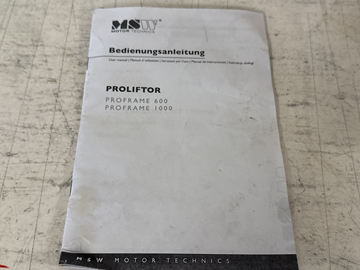 MSW®
MOTOR TECHNICS
Bedienungsanleitung
PROLIFTOR
PROFRAME 600
PROFRAME 1000
MSW MOTOR TECHNICS